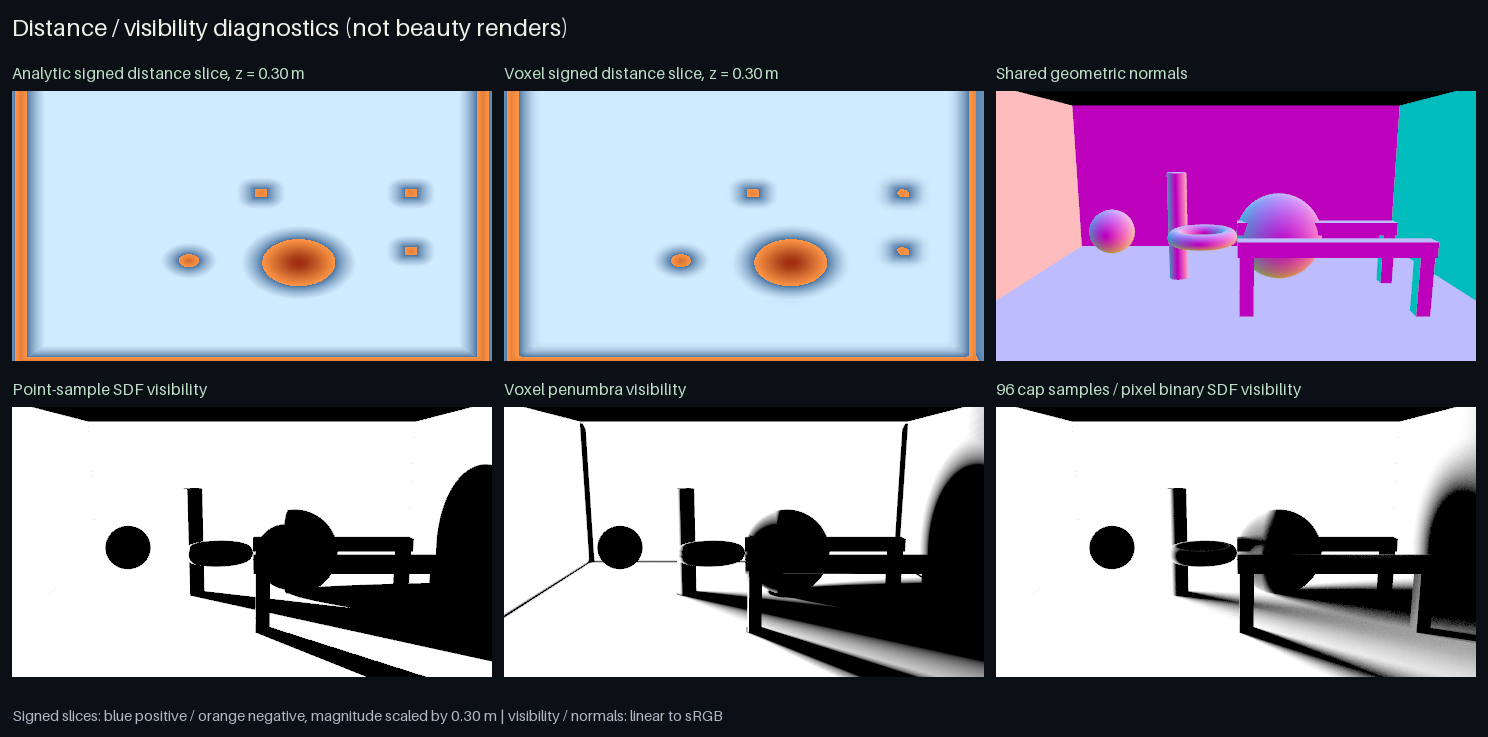 Distance / visibility diagnostics (not beauty renders)
Analytic signed distance slice, z = 0.30 m
Voxel signed distance slice, z = 0.30 m
Shared geometric normals
Point-sample SDF visibility
Voxel penumbra visibility
96 cap samples / pixel binary SDF visibility
Signed slices: blue positive / orange negative, magnitude scaled by 0.30 m | visibility / normals: linear to sRGB